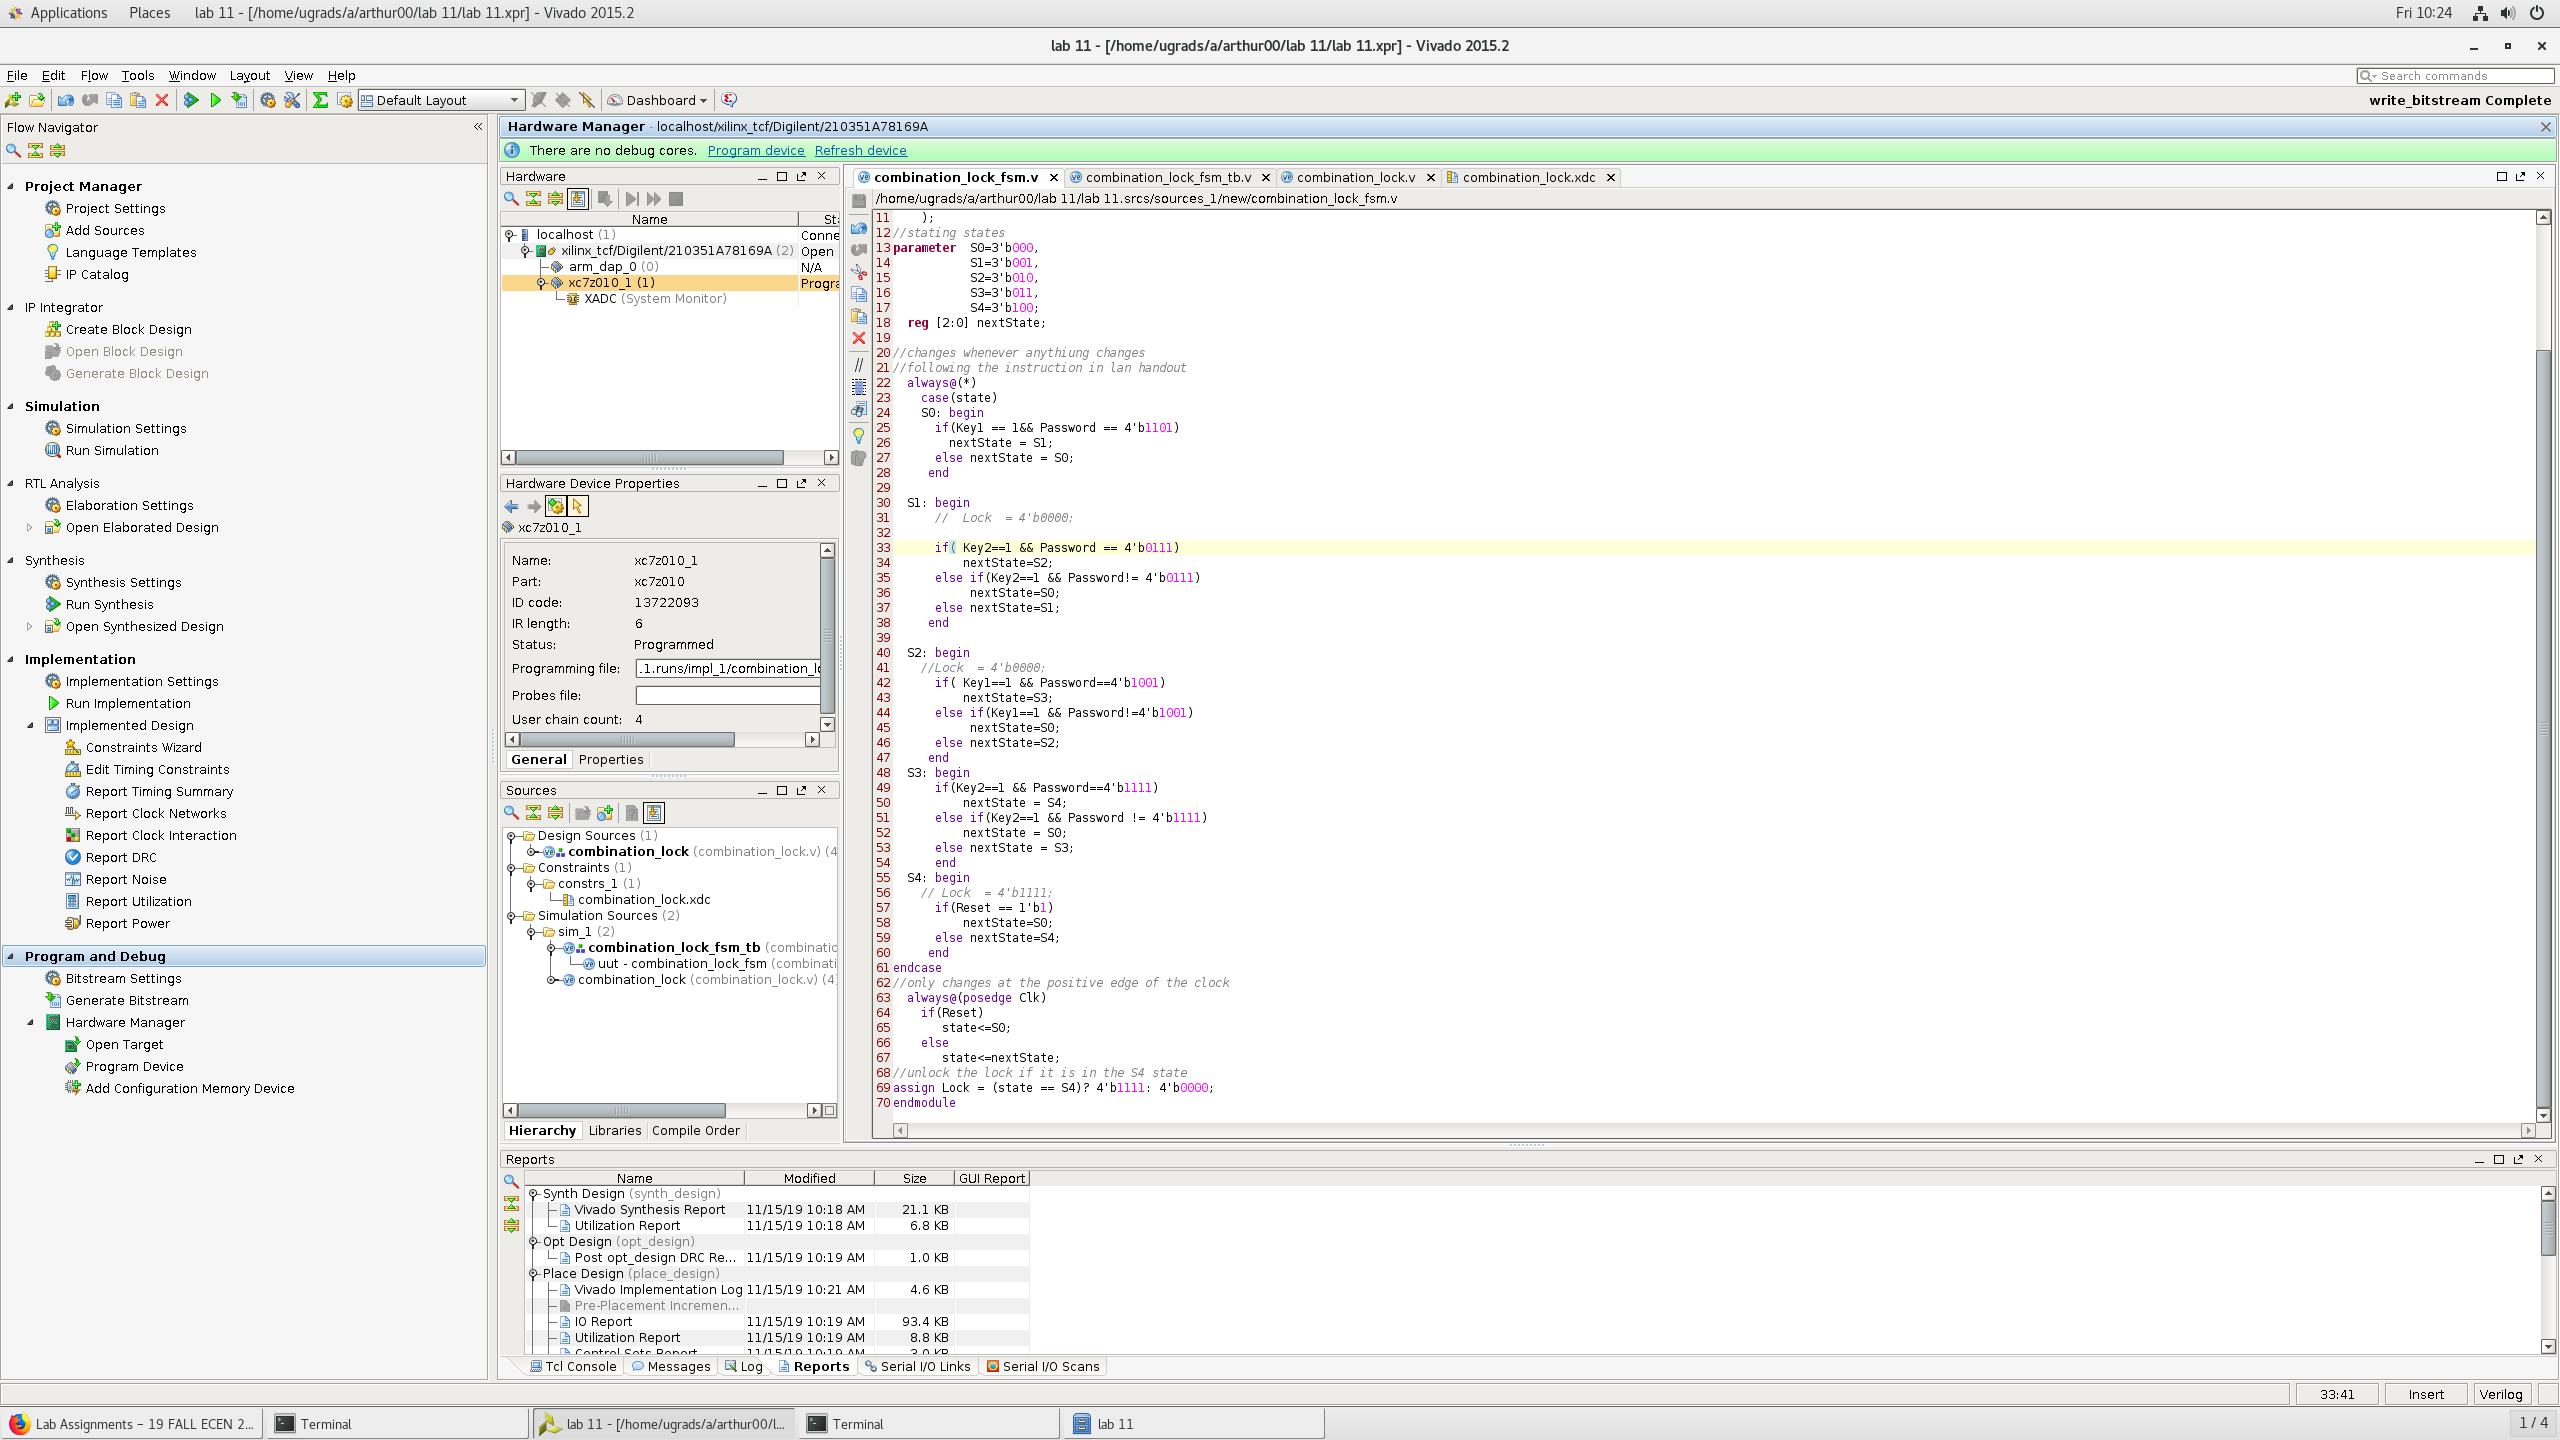 Applications Places lab 11 - [/home/ugrads/a/arthur00/lab 11/lab 11.xpr] - Vivado 2015.2 Fri 10:24
lab 11 - [/home/ugrads/a/arthur00/lab 11/lab 11.xpr] - Vivado 2015.2
File Edit Flow Tools Window Layout View Help Search commands
Default Layout Dashboard write_bitstream Complete
Flow Navigator
Project Manager
Project Settings
Add Sources
Language Templates
IP Catalog
IP Integrator
Create Block Design
Open Block Design
Generate Block Design
Simulation
Simulation Settings
Run Simulation
RTL Analysis
Elaboration Settings
Open Elaborated Design
Synthesis
Synthesis Settings
Run Synthesis
Open Synthesized Design
Implementation
Implementation Settings
Run Implementation
Implemented Design
Constraints Wizard
Edit Timing Constraints
Report Timing Summary
Report Clock Networks
Report Clock Interaction
Report DRC
Report Noise
Report Utilization
Report Power
Program and Debug
Bitstream Settings
Generate Bitstream
Hardware Manager
Open Target
Program Device
Add Configuration Memory Device
Hardware Manager - localhost/xilinx_tcf/Digilent/210351A78169A
There are no debug cores. Program device Refresh device
Hardware
Name Sta
localhost (1) Conne
xilinx_tcf/Digilent/210351A78169A (2) Open
arm_dap_0 (0) N/A
xc7z010_1 (1) Progra
XADC (System Monitor)
Hardware Device Properties
xc7z010_1
Name: xc7z010_1
Part: xc7z010
ID code: 13722093
IR length: 6
Status: Programmed
Programming file: .1.runs/impl_1/combination_lo
Probes file:
User chain count: 4
General Properties
Sources
Design Sources (1)
combination_lock (combination_lock.v) (4
Constraints (1)
constrs_1 (1)
combination_lock.xdc
Simulation Sources (2)
sim_1 (2)
combination_lock_fsm_tb (combinatio
uut - combination_lock_fsm (combinati
combination_lock (combination_lock.v) (4
Hierarchy Libraries Compile Order
combination_lock_fsm.v combination_lock_fsm_tb.v combination_lock.v combination_lock.xdc
/home/ugrads/a/arthur00/lab 11/lab 11.srcs/sources_1/new/combination_lock_fsm.v
11 );
12 //stating states
13 parameter S0=3'b000,
14 S1=3'b001,
15 S2=3'b010,
16 S3=3'b011,
17 S4=3'b100;
18 reg [2:0] nextState;
19
20 //changes whenever anythiung changes
21 //following the instruction in lan handout
22 always@(*)
23 case(state)
24 S0: begin
25 if(Key1 == 1&& Password == 4'b1101)
26 nextState = S1;
27 else nextState = S0;
28 end
29
30 S1: begin
31 // Lock = 4'b0000;
32
33 if( Key2==1 && Password == 4'b0111)
34 nextState=S2;
35 else if(Key2==1 && Password!= 4'b0111)
36 nextState=S0;
37 else nextState=S1;
38 end
39
40 S2: begin
41 //Lock = 4'b0000;
42 if( Key1==1 && Password==4'b1001)
43 nextState=S3;
44 else if(Key1==1 && Password!=4'b1001)
45 nextState=S0;
46 else nextState=S2;
47 end
48 S3: begin
49 if(Key2==1 && Password==4'b1111)
50 nextState = S4;
51 else if(Key2==1 && Password != 4'b1111)
52 nextState = S0;
53 else nextState = S3;
54 end
55 S4: begin
56 // Lock = 4'b1111;
57 if(Reset == 1'b1)
58 nextState=S0;
59 else nextState=S4;
60 end
61 endcase
62 //only changes at the positive edge of the clock
63 always@(posedge Clk)
64 if(Reset)
65 state<=S0;
66 else
67 state<=nextState;
68 //unlock the lock if it is in the S4 state
69 assign Lock = (state == S4)? 4'b1111: 4'b0000;
70 endmodule
Reports
Name Modified Size GUI Report
Synth Design (synth_design)
Vivado Synthesis Report 11/15/19 10:18 AM 21.1 KB
Utilization Report 11/15/19 10:18 AM 6.8 KB
Opt Design (opt_design)
Post opt_design DRC Re... 11/15/19 10:19 AM 1.0 KB
Place Design (place_design)
Vivado Implementation Log 11/15/19 10:21 AM 4.6 KB
Pre-Placement Incremen...
IO Report 11/15/19 10:19 AM 93.4 KB
Utilization Report 11/15/19 10:19 AM 8.8 KB
Control Sets Report 11/15/19 10:19 AM 3.0 KB
Tcl Console Messages Log Reports Serial I/O Links Serial I/O Scans
33:41 Insert Verilog
Lab Assignments – 19 FALL ECEN 2... Terminal lab 11 - [/home/ugrads/a/arthur00/l... Terminal lab 11 1 / 4